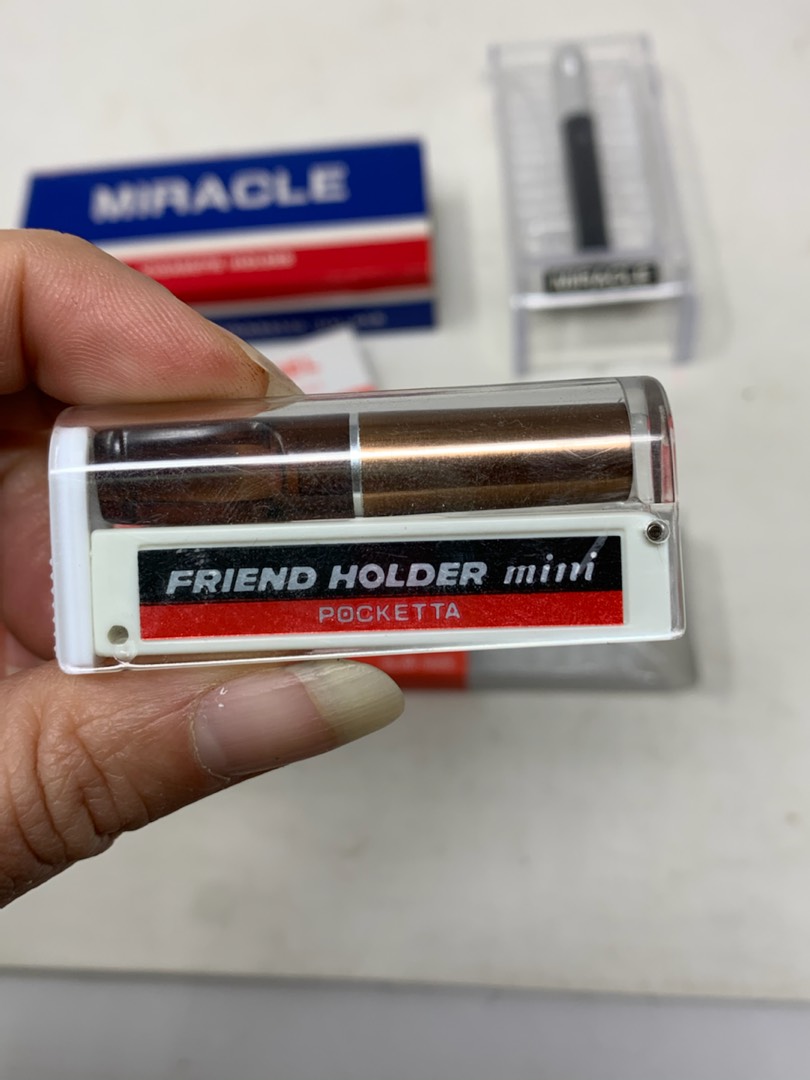 MiRACLE
MIRACLE
FRIEND HOLDER mini
POCKETTA